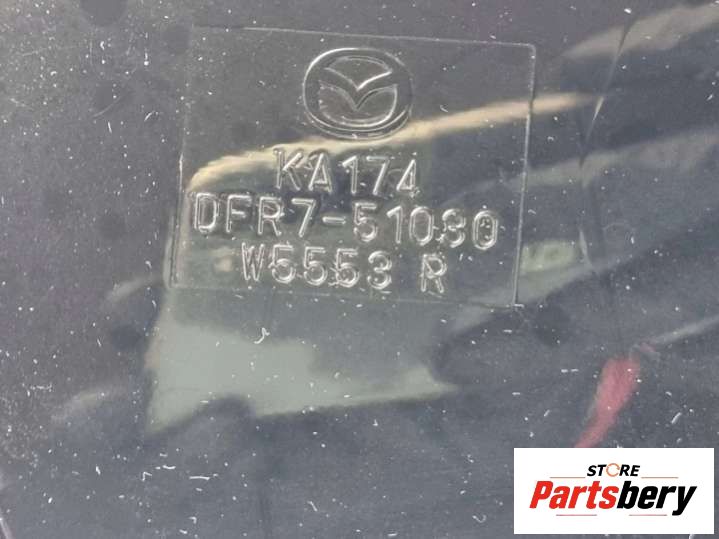 KA174
DFR7-51030
W5553 R
STORE
Partsbery